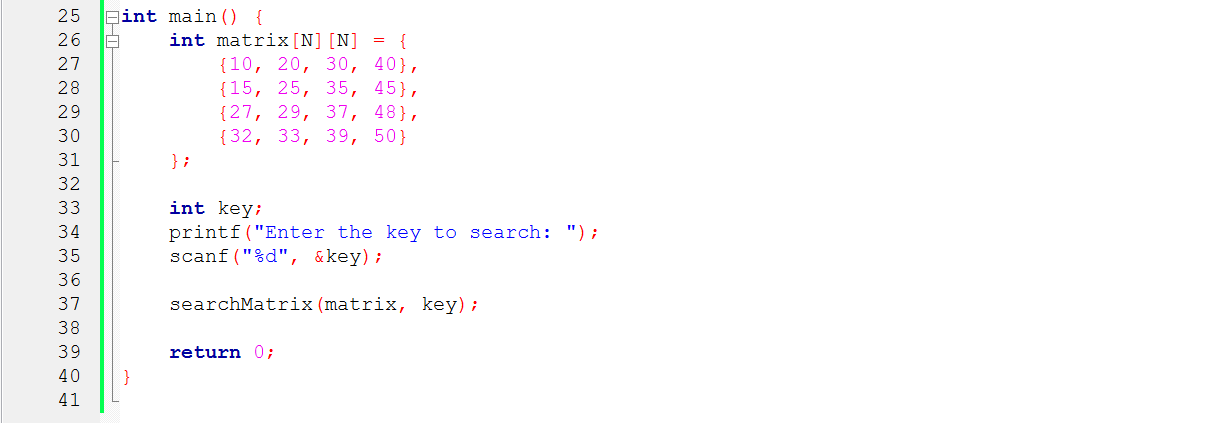 25 int main() {
26     int matrix[N][N] = {
27         {10, 20, 30, 40},
28         {15, 25, 35, 45},
29         {27, 29, 37, 48},
30         {32, 33, 39, 50}
31     };
32
33     int key;
34     printf("Enter the key to search: ");
35     scanf("%d", &key);
36
37     searchMatrix(matrix, key);
38
39     return 0;
40 }
41